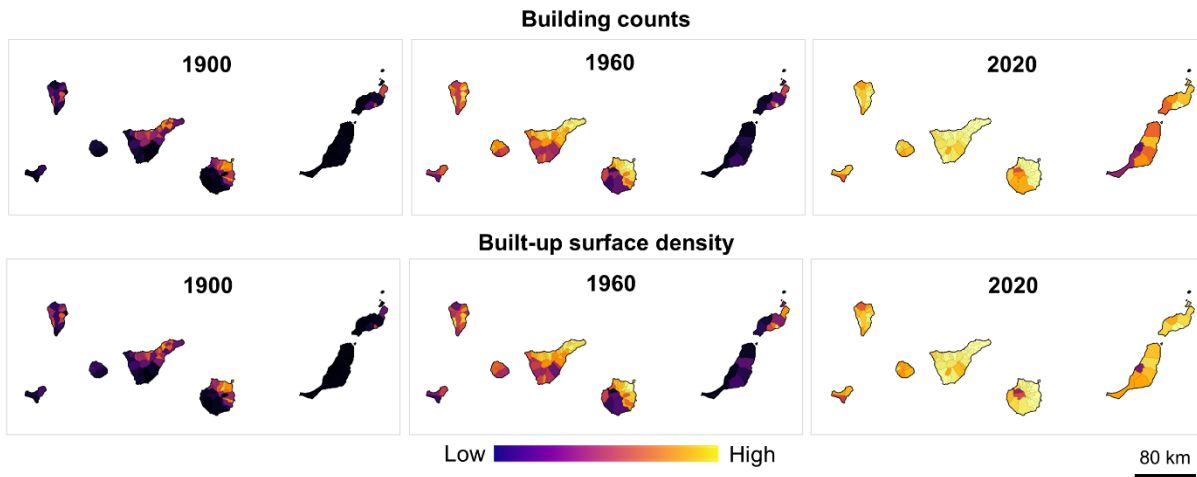 Building counts
1900
1960
2020
Built-up surface density
1900
1960
2020
Low
High
80 km